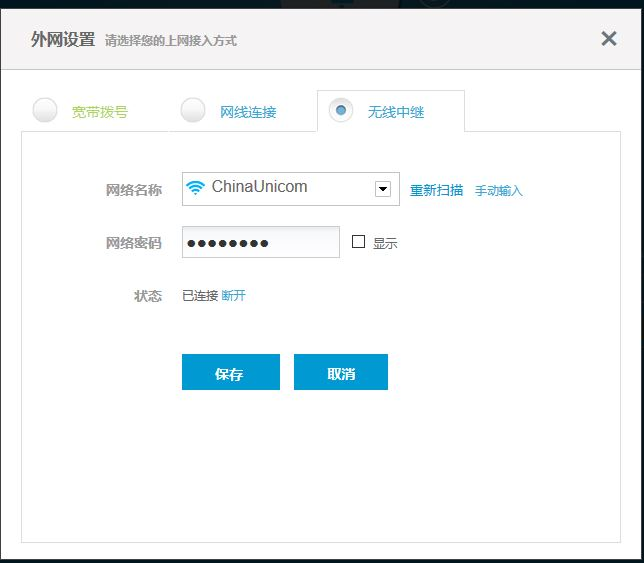 外网设置 请选择您的上网接入方式
宽带拨号 网线连接 无线中继
网络名称 ChinaUnicom 重新扫描 手动输入
网络密码 ●●●●●●●● 显示
状态 已连接 断开
保存 取消